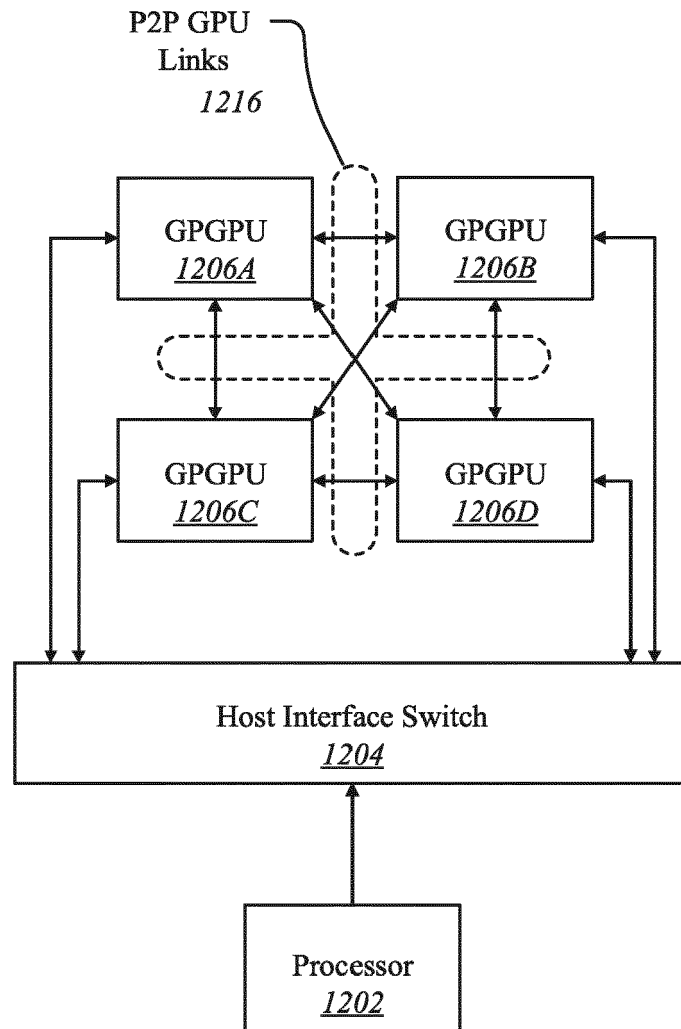 P2P GPU
Links
1216
GPGPU
1206A
GPGPU
1206B
GPGPU
1206C
GPGPU
1206D
Host Interface Switch
1204
Processor
1202